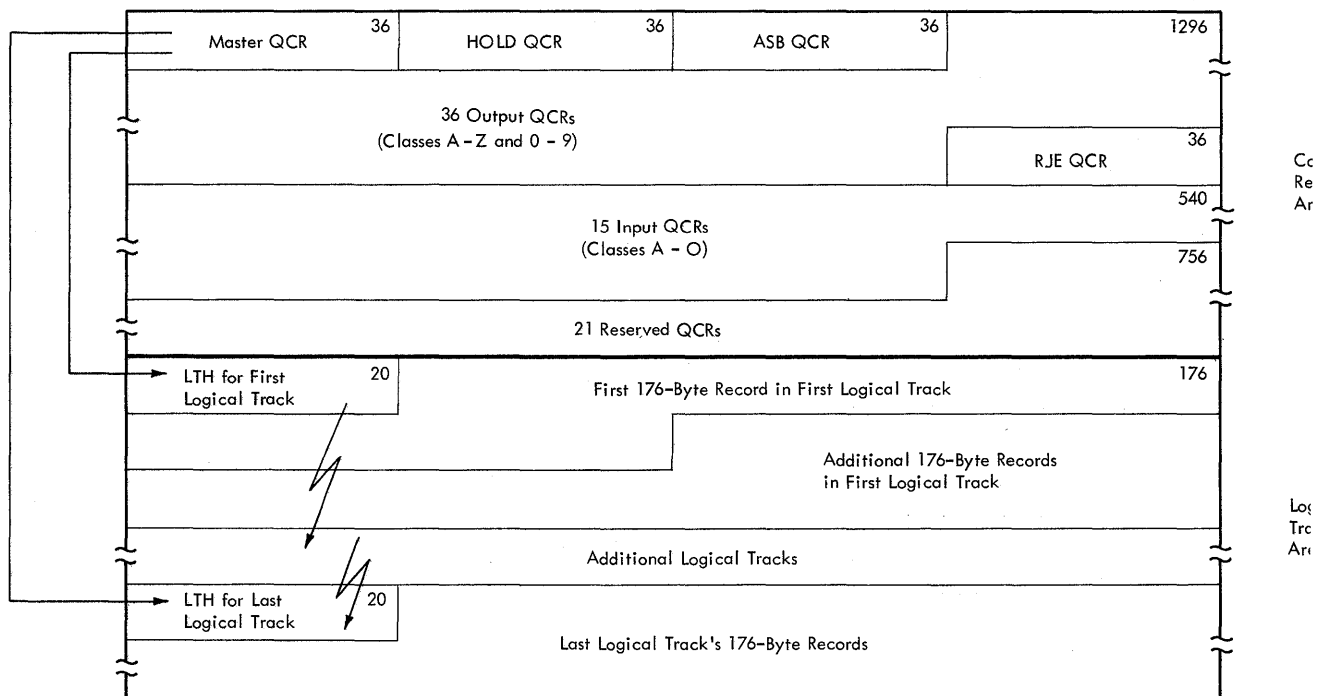 Master QCR 36
HOLD QCR 36
ASB QCR 36
1296
36 Output QCRs
(Classes A - Z and 0 - 9)
36
RJE QCR
540
15 Input QCRs
(Classes A - O)
756
21 Reserved QCRs
LTH for First 20
Logical Track
First 176-Byte Record in First Logical Track
176
Additional 176-Byte Records
in First Logical Track
Additional Logical Tracks
LTH for Last 20
Logical Track
Last Logical Track's 176-Byte Records